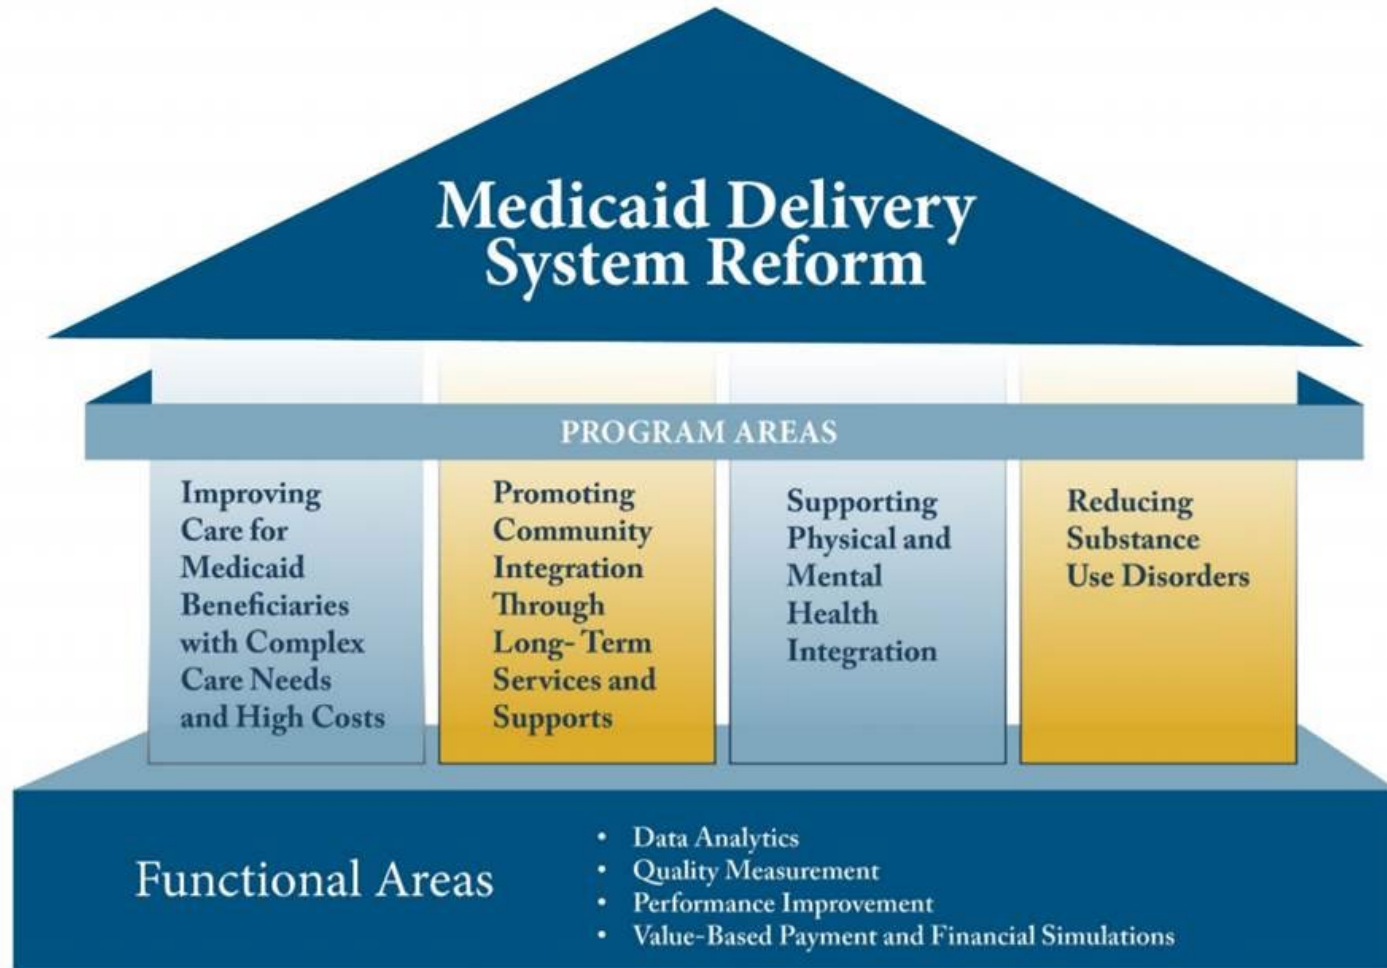 Medicaid Delivery
System Reform
PROGRAM AREAS
Improving
Care for
Medicaid
Beneficiaries
with Complex
Care Needs
and High Costs
Promoting
Community
Integration
Through
Long- Term
Services and
Supports
Supporting
Physical and
Mental
Health
Integration
Reducing
Substance
Use Disorders
Functional Areas
• Data Analytics
• Quality Measurement
• Performance Improvement
• Value-Based Payment and Financial Simulations